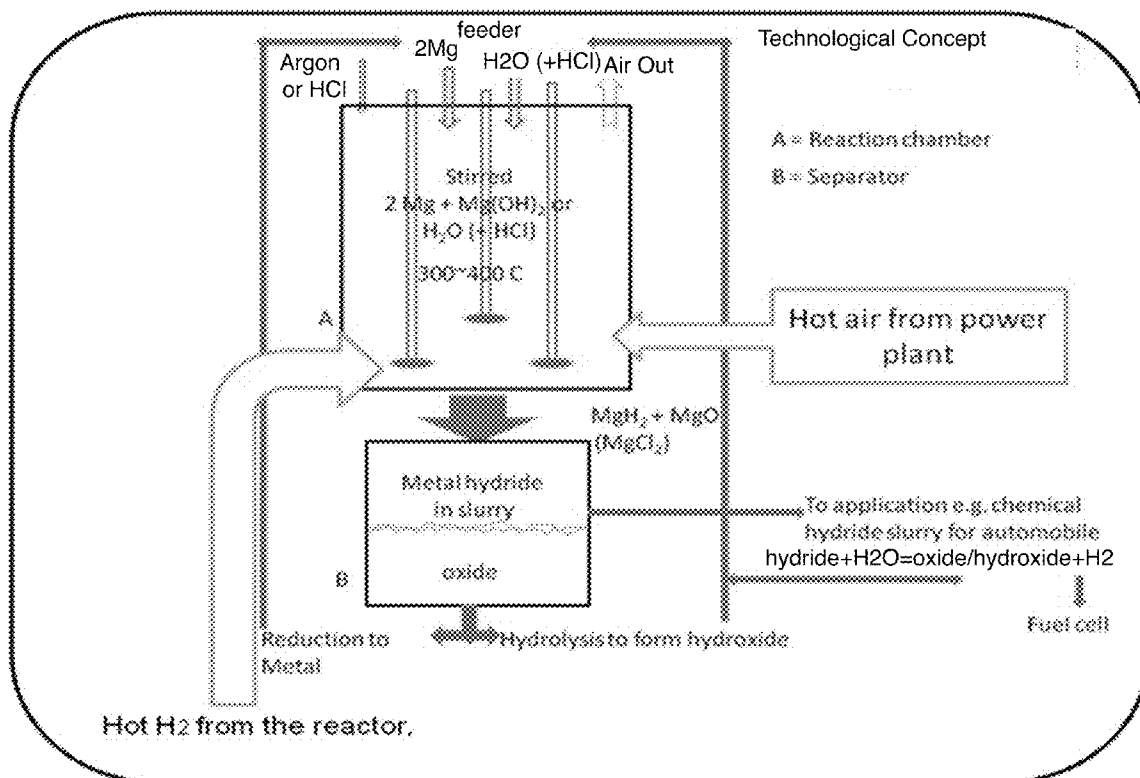 feeder
Technological Concept
2Mg
H2O (+HCl)
Air Out
Argon
or HCl
A = Reaction chamber
B = Separator
Stirred
2 Mg + Mg(OH)₂ or
H₂O (+ HCl)
300~400 C
A
Hot air from power
plant
MgH₂ + MgO
(MgCl₂)
Metal hydride
in slurry
To application e.g. chemical
hydride slurry for automobile
hydride+H2O=oxide/hydroxide+H2
oxide
B
Fuel cell
Reduction to
Metal
Hydrolysis to form hydroxide
Hot H2 from the reactor.